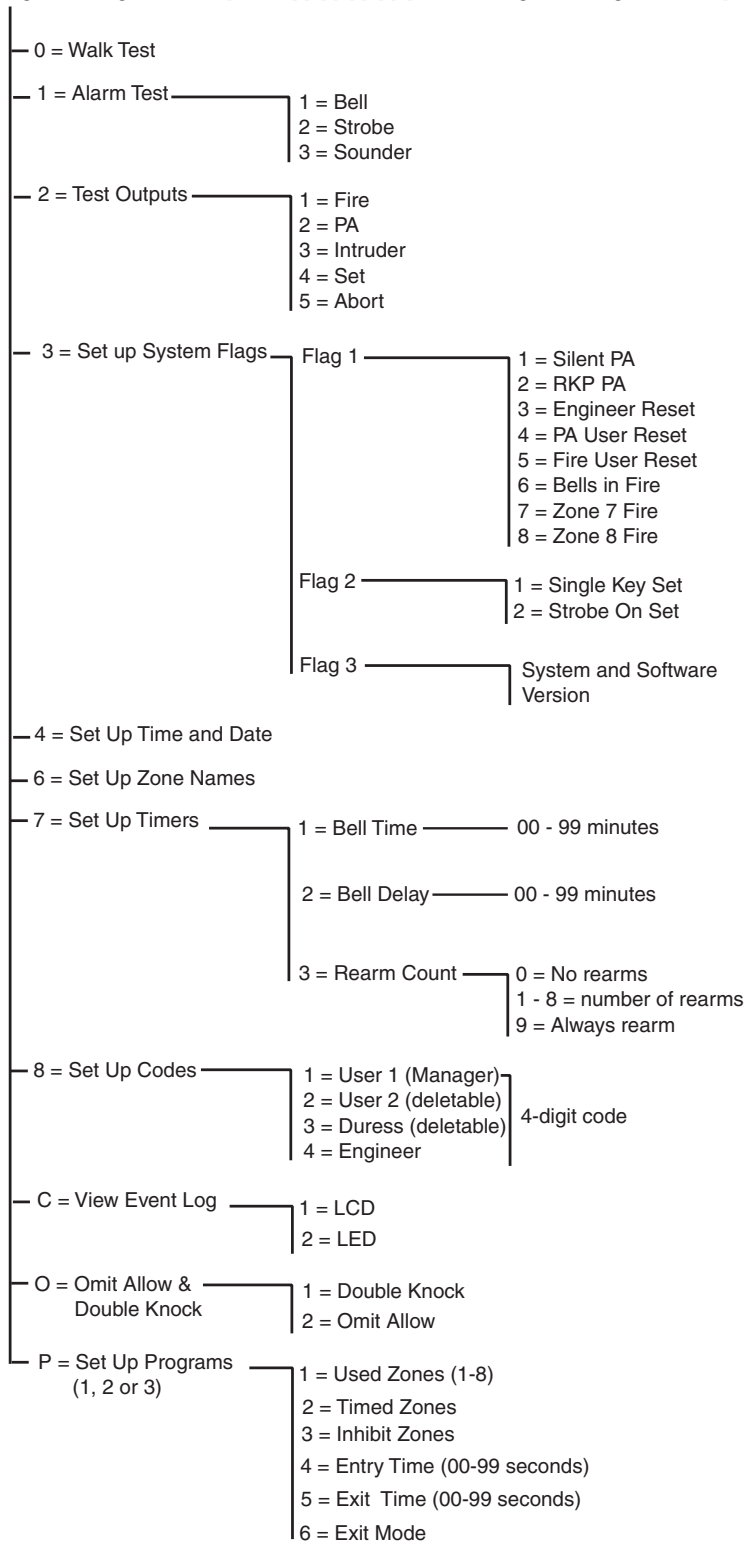 0 = Walk Test
1 = Alarm Test
1 = Bell
2 = Strobe
3 = Sounder
2 = Test Outputs
1 = Fire
2 = PA
3 = Intruder
4 = Set
5 = Abort
3 = Set up System Flags
Flag 1
1 = Silent PA
2 = RKP PA
3 = Engineer Reset
4 = PA User Reset
5 = Fire User Reset
6 = Bells in Fire
7 = Zone 7 Fire
8 = Zone 8 Fire
Flag 2
1 = Single Key Set
2 = Strobe On Set
Flag 3
System and Software
Version
4 = Set Up Time and Date
6 = Set Up Zone Names
7 = Set Up Timers
1 = Bell Time
00 - 99 minutes
2 = Bell Delay
00 - 99 minutes
3 = Rearm Count
0 = No rearms
1 - 8 = number of rearms
9 = Always rearm
8 = Set Up Codes
1 = User 1 (Manager)
2 = User 2 (deletable)
3 = Duress (deletable)
4 = Engineer
4-digit code
C = View Event Log
1 = LCD
2 = LED
O = Omit Allow &
Double Knock
1 = Double Knock
2 = Omit Allow
P = Set Up Programs
(1, 2 or 3)
1 = Used Zones (1-8)
2 = Timed Zones
3 = Inhibit Zones
4 = Entry Time (00-99 seconds)
5 = Exit Time (00-99 seconds)
6 = Exit Mode